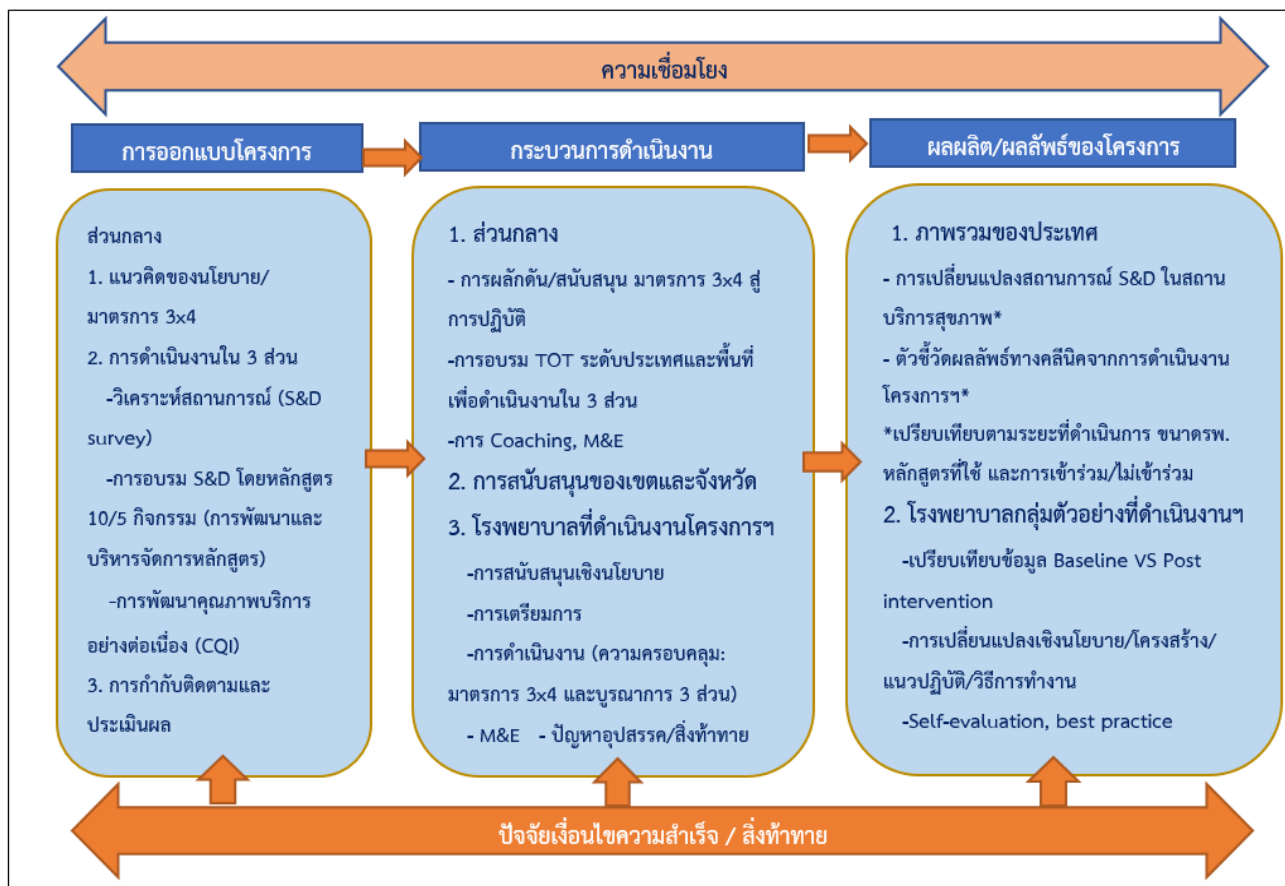 ความเชื่อมโยง
การออกแบบโครงการ
กระบวนการดำเนินงาน
ผลผลิต/ผลลัพธ์ของโครงการ
ส่วนกลาง
1. แนวคิดของนโยบาย/
มาตรการ 3x4
2. การดำเนินงานใน 3 ส่วน
-วิเคราะห์สถานการณ์ (S&D
survey)
-การอบรม S&D โดยหลักสูตร
10/5 กิจกรรม (การพัฒนาและ
บริหารจัดการหลักสูตร)
-การพัฒนาคุณภาพบริการ
อย่างต่อเนื่อง (CQI)
3. การกำกับติดตามและ
ประเมินผล
1. ส่วนกลาง
- การผลักดัน/สนับสนุน มาตรการ 3x4 สู่
การปฏิบัติ
-การอบรม TOT ระดับประเทศและพื้นที่
เพื่อดำเนินงานใน 3 ส่วน
-การ Coaching, M&E
2. การสนับสนุนของเขตและจังหวัด
3. โรงพยาบาลที่ดำเนินงานโครงการฯ
-การสนับสนุนเชิงนโยบาย
-การเตรียมการ
-การดำเนินงาน (ความครอบคลุม:
มาตรการ 3x4 และบูรณาการ 3 ส่วน)
- M&E - ปัญหาอุปสรรค/สิ่งท้าทาย
1. ภาพรวมของประเทศ
- การเปลี่ยนแปลงสถานการณ์ S&D ในสถาน
บริการสุขภาพ*
- ตัวชี้วัดผลลัพธ์ทางคลีนิคจากการดำเนินงาน
โครงการฯ*
*เปรียบเทียบตามระยะที่ดำเนินการ ขนาดรพ.
หลักสูตรที่ใช้ และการเข้าร่วม/ไม่เข้าร่วม
2. โรงพยาบาลกลุ่มตัวอย่างที่ดำเนินงานฯ
-เปรียบเทียบข้อมูล Baseline VS Post
intervention
-การเปลี่ยนแปลงเชิงนโยบาย/โครงสร้าง/
แนวปฏิบัติ/วิธีการทำงาน
-Self-evaluation, best practice
ปัจจัยเงื่อนไขความสำเร็จ / สิ่งท้าทาย